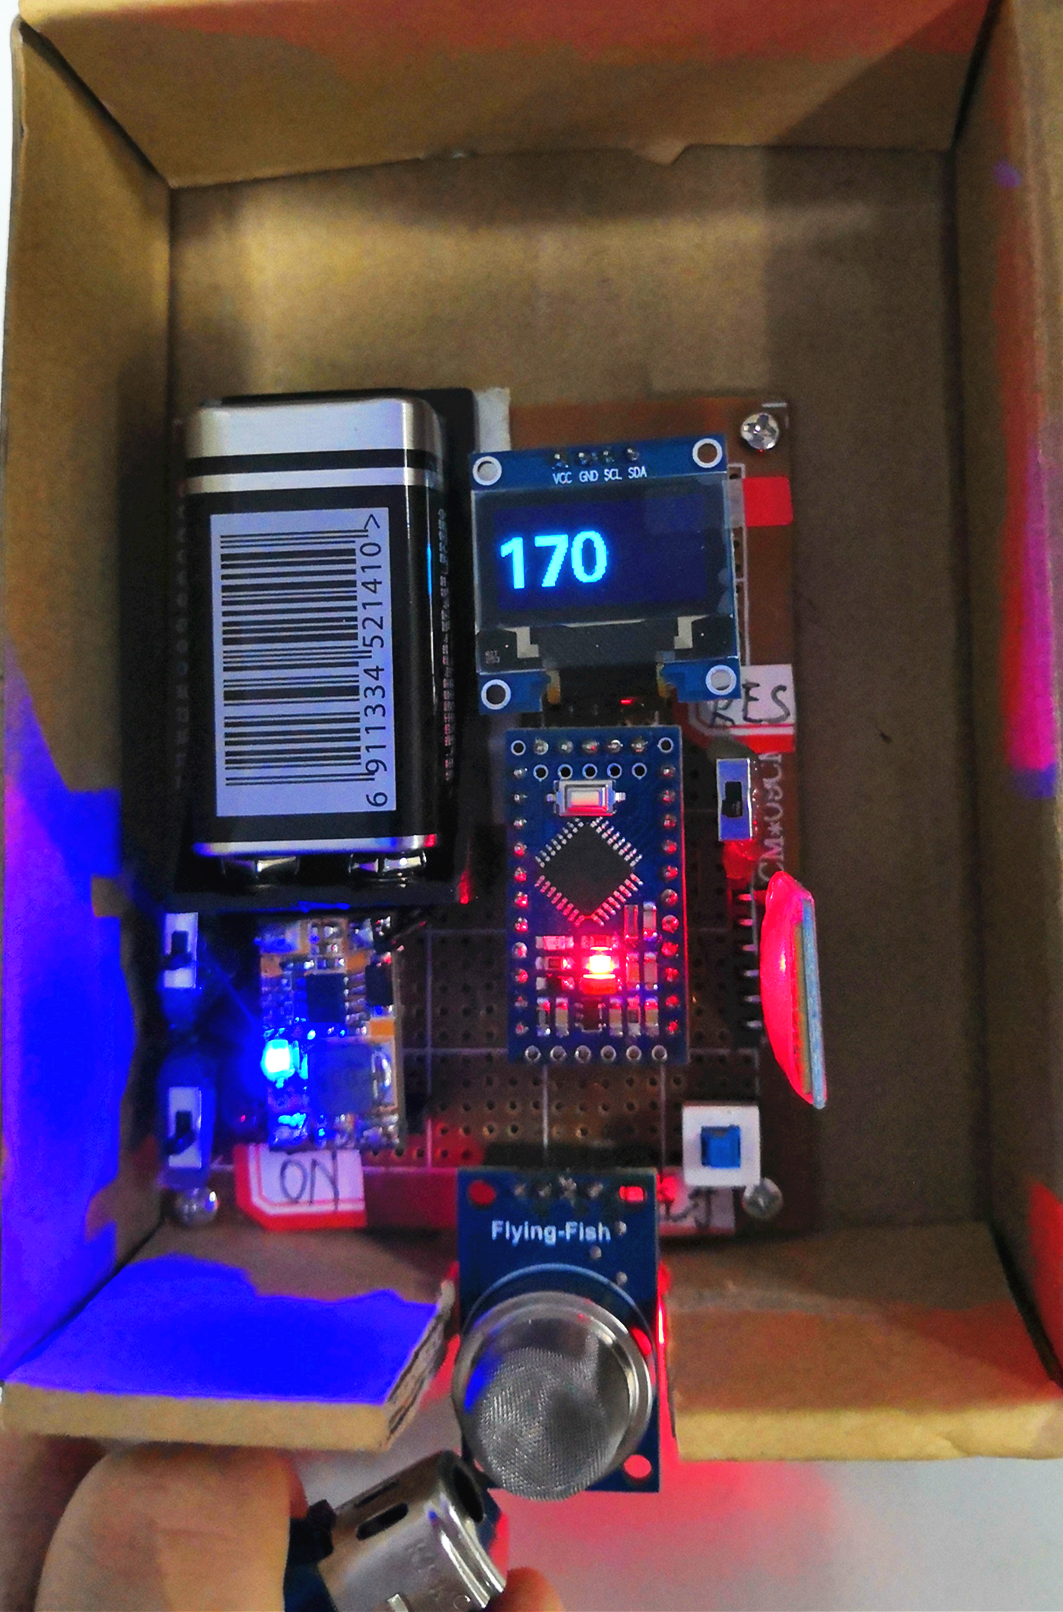 VCC GND SCL SDA
170
6 911334 521410 >
RES
ON
Flying-Fish